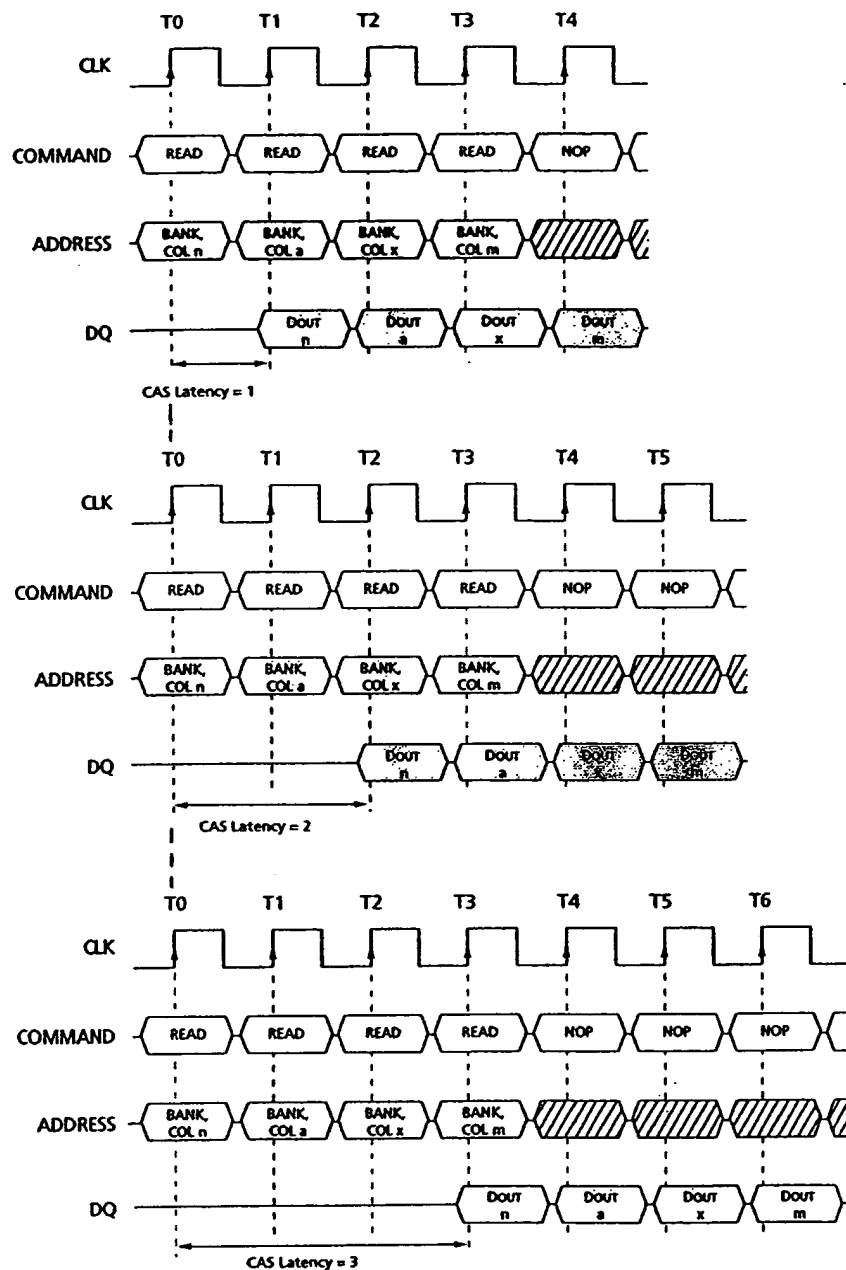 T0 T1 T2 T3 T4
CLK
COMMAND READ READ READ READ NOP
ADDRESS BANK, COL n BANK, COL a BANK, COL x BANK, COL m
DQ DOUT n DOUT a DOUT x DOUT m
CAS Latency = 1
T0 T1 T2 T3 T4 T5
CLK
COMMAND READ READ READ READ NOP NOP
ADDRESS BANK, COL n BANK, COL a BANK, COL x BANK, COL m
DQ DOUT n DOUT a DOUT DOUT m
CAS Latency = 2
T0 T1 T2 T3 T4 T5 T6
CLK
COMMAND READ READ READ READ NOP NOP NOP
ADDRESS BANK, COL n BANK, COL a BANK, COL x BANK, COL m
DQ DOUT n DOUT a DOUT x DOUT m
CAS Latency = 3